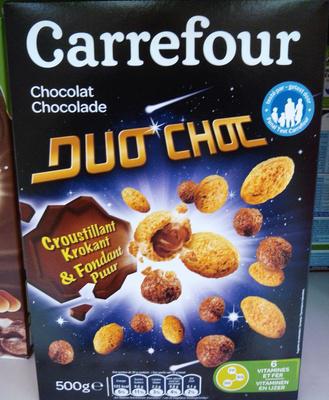 Carrefour
Chocolat
Chocolade
DUO CHOC
Croustillant
Krokant
& Fondant
Puur
500g e
6
VITAMINES
ET FER
VITAMINEN
EN IJZER